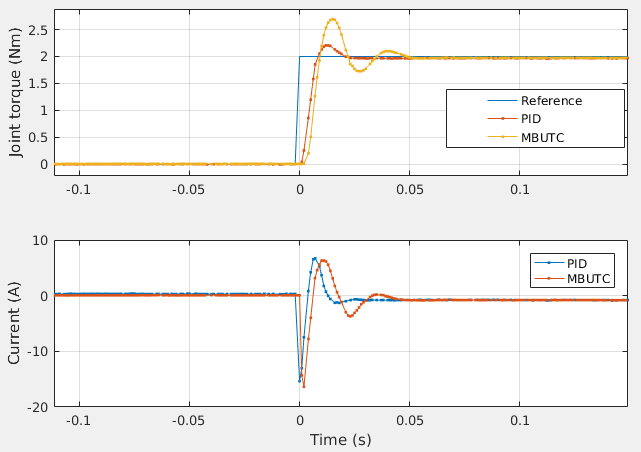 Joint torque (Nm)
2.5
2
1.5
1
0.5
0
Reference
PID
MBUTC
-0.1
-0.05
0
0.05
0.1
Current (A)
10
0
-10
-20
PID
MBUTC
-0.1
-0.05
0
0.05
0.1
Time (s)